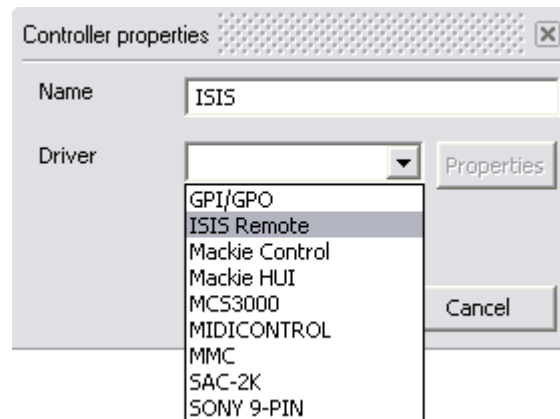 Controller properties
Name
ISIS
Driver
Properties
GPI/GPO
ISIS Remote
Mackie Control
Mackie HUI
MCS3000
MIDICONTROL
MMC
SAC-2K
SONY 9-PIN
Cancel